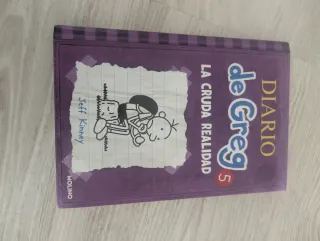 DIARIO
de Greg
5
LA CRUDA REALIDAD
Jeff Kinney
MOLINO